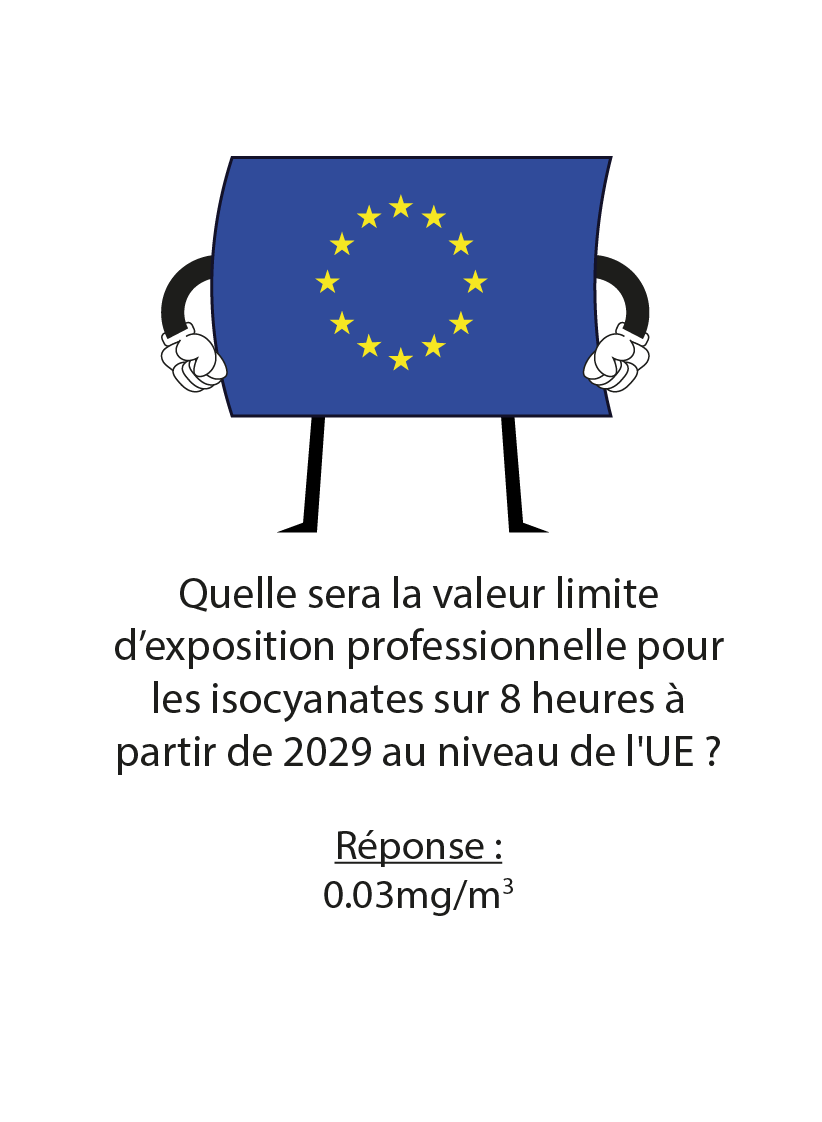 Quelle sera la valeur limite
d’exposition professionnelle pour
les isocyanates sur 8 heures à
partir de 2029 au niveau de l'UE ?
Réponse :
0.03mg/m³